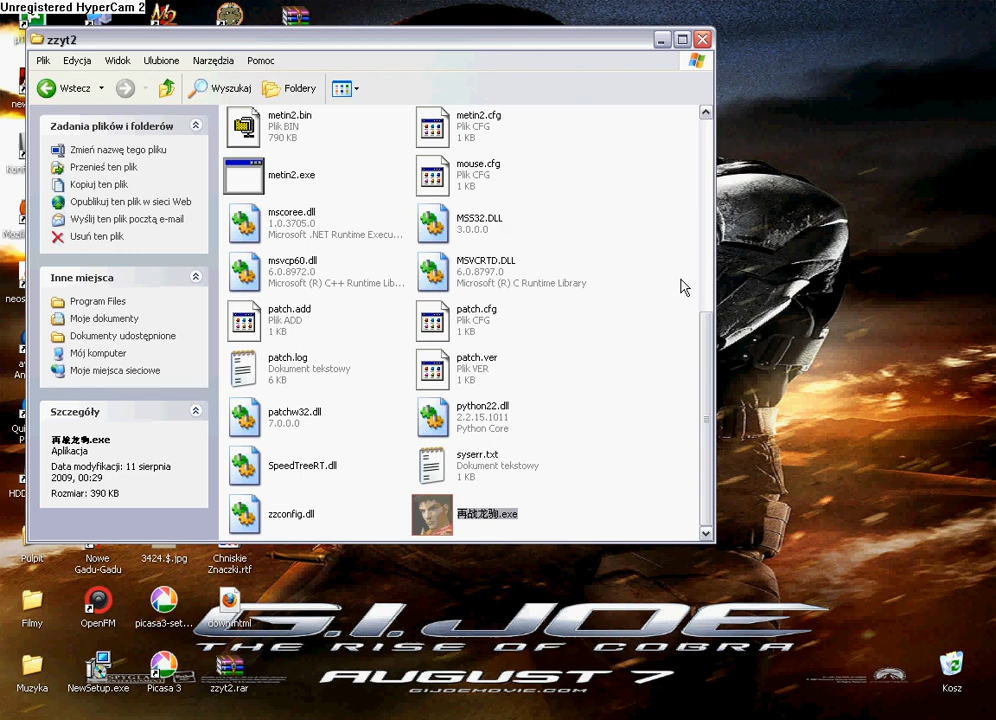 Unregistered HyperCam 2
zzyt2
Plik Edycja Widok Ulubione Narzędzia Pomoc
Wstecz Wyszukaj Foldery
Zadania plików i folderów
Zmień nazwę tego pliku
Przenieś ten plik
Kopiuj ten plik
Opublikuj ten plik w sieci Web
Wyślij ten plik pocztą e-mail
Usuń ten plik
Inne miejsca
Program Files
Moje dokumenty
Dokumenty udostępnione
Mój komputer
Moje miejsca sieciowe
Szczegóły
再战龙驹.exe
Aplikacja
Data modyfikacji: 11 sierpnia
2009, 00:29
Rozmiar: 390 KB
metin2.bin
Plik BIN
790 KB
metin2.cfg
Plik CFG
1 KB
metin2.exe
mouse.cfg
Plik CFG
1 KB
mscoree.dll
1.0.3705.0
Microsoft .NET Runtime Execu...
MSS32.DLL
3.0.0.0
msvcp60.dll
6.0.8972.0
Microsoft (R) C++ Runtime Lib...
MSVCRTD.DLL
6.0.8797.0
Microsoft (R) C Runtime Library
patch.add
Plik ADD
1 KB
patch.cfg
Plik CFG
1 KB
patch.log
Dokument tekstowy
6 KB
patch.ver
Plik VER
1 KB
patchw32.dll
7.0.0.0
python22.dll
2.2.15.1011
Python Core
SpeedTreeRT.dll
syserr.txt
Dokument tekstowy
1 KB
zzconfig.dll
再战龙驹.exe
Pulpit
Nowe
Gadu-Gadu
3424.$.jpg
Chniskie
Znaczki.rtf
Filmy
OpenFM
picasa3-set...
down.html
Muzyka
NewSetup.exe
Picasa 3
zzyt2.rar
Kosz
G.I. JOE
THE RISE OF COBRA
AUGUST 7
GIJOEMOVIE.COM